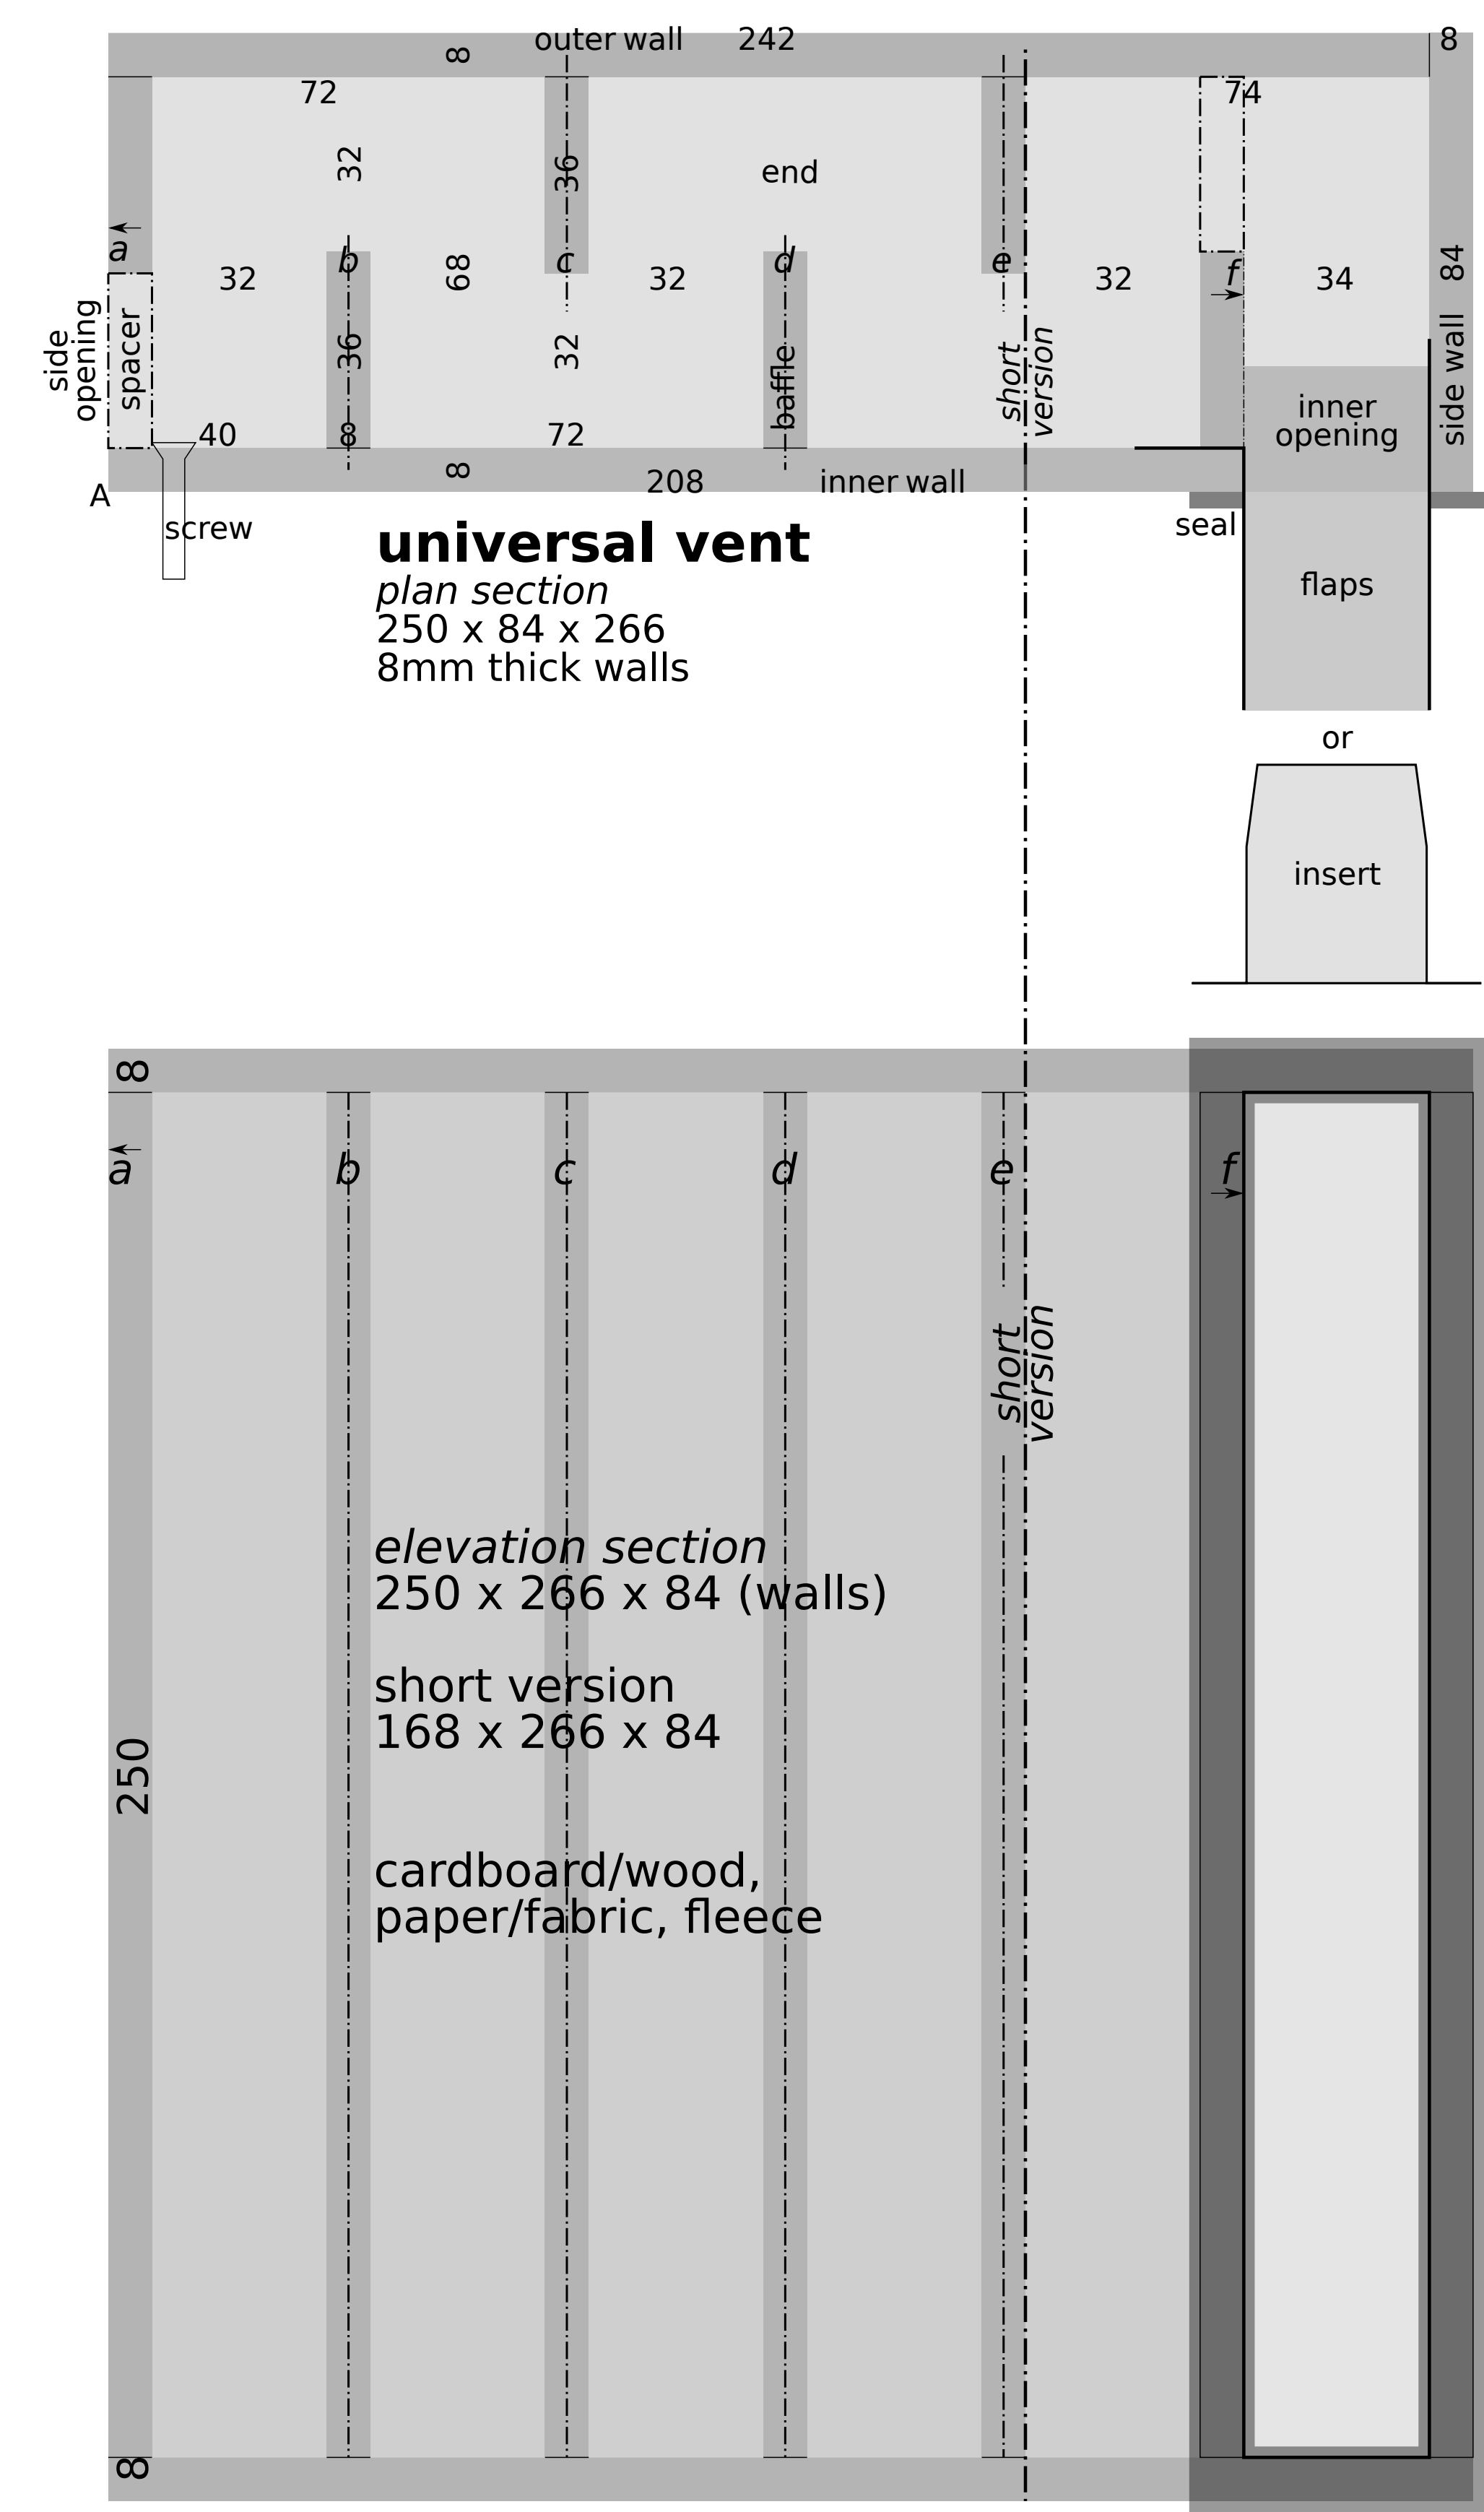 outer wall 242
8
8
72
74
32
36
end
a
b
c
d
e
f
32
68
32
32
34
84
side
opening
spacer
36
32
baffle
short
version
side wall
inner
opening
40
8
72
8
208
inner wall
A
screw
seal
universal vent
plan section
250 x 84 x 266
8mm thick walls
flaps
or
insert
8
a
b
c
d
e
f
short
version
elevation section
250 x 266 x 84 (walls)
short version
168 x 266 x 84
250
cardboard/wood,
paper/fabric, fleece
8